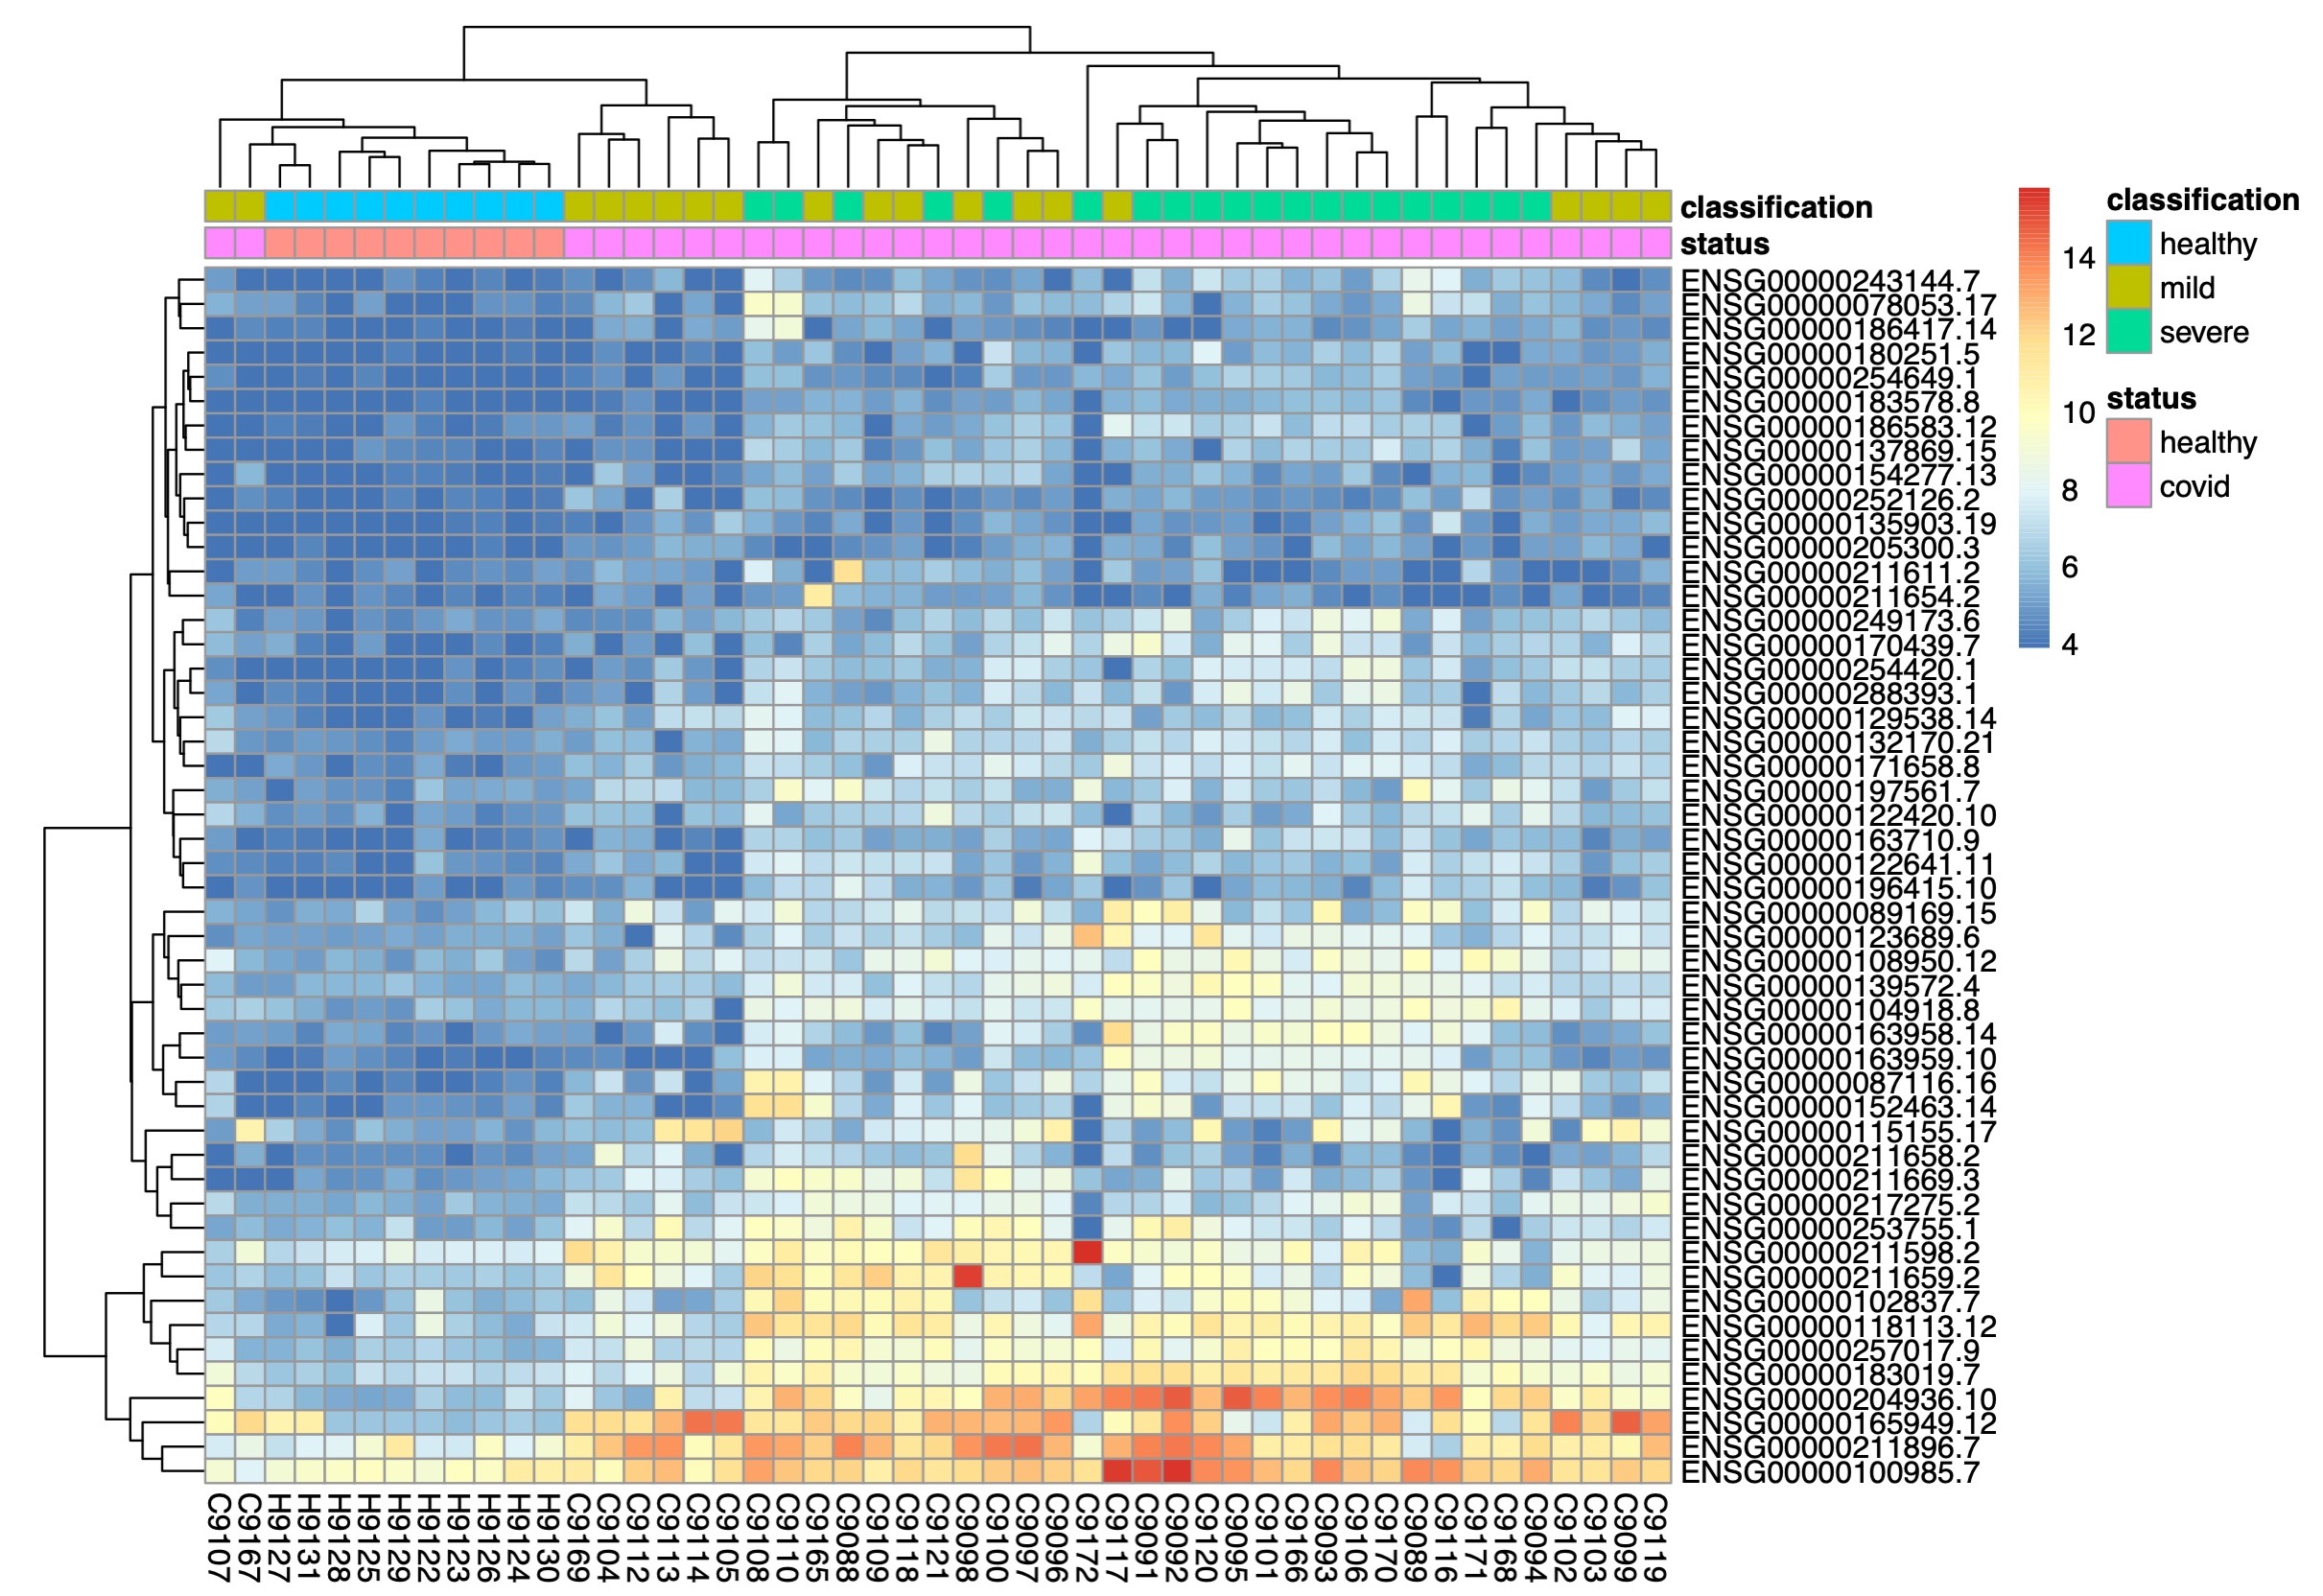 classification
status
ENSG00000243144.7
ENSG00000078053.17
ENSG00000186417.14
ENSG00000180251.5
ENSG00000254649.1
ENSG00000183578.8
ENSG00000186583.12
ENSG00000137869.15
ENSG00000154277.13
ENSG00000252126.2
ENSG00000135903.19
ENSG00000205300.3
ENSG00000211611.2
ENSG00000211654.2
ENSG00000249173.6
ENSG00000170439.7
ENSG00000254420.1
ENSG00000288393.1
ENSG00000129538.14
ENSG00000132170.21
ENSG00000171658.8
ENSG00000197561.7
ENSG00000122420.10
ENSG00000163710.9
ENSG00000122641.11
ENSG00000196415.10
ENSG00000089169.15
ENSG00000123689.6
ENSG00000108950.12
ENSG00000139572.4
ENSG00000104918.8
ENSG00000163958.14
ENSG00000163959.10
ENSG00000087116.16
ENSG00000152463.14
ENSG00000115155.17
ENSG00000211658.2
ENSG00000211669.3
ENSG00000217275.2
ENSG00000253755.1
ENSG00000211598.2
ENSG00000211659.2
ENSG00000102837.7
ENSG00000118113.12
ENSG00000257017.9
ENSG00000183019.7
ENSG00000204936.10
ENSG00000165949.12
ENSG00000211896.7
ENSG00000100985.7
C9107
C9167
H9127
H9131
H9128
H9125
H9129
H9122
H9123
H9126
H9124
H9130
C9169
C9104
C9112
C9113
C9114
C9105
C9108
C9110
C9165
C9088
C9109
C9118
C9121
C9098
C9100
C9097
C9096
C9172
C9117
C9091
C9092
C9120
C9095
C9101
C9166
C9093
C9106
C9170
C9089
C9116
C9171
C9168
C9094
C9102
C9103
C9099
C9119
14
12
10
8
6
4
classification
healthy
mild
severe
status
healthy
covid